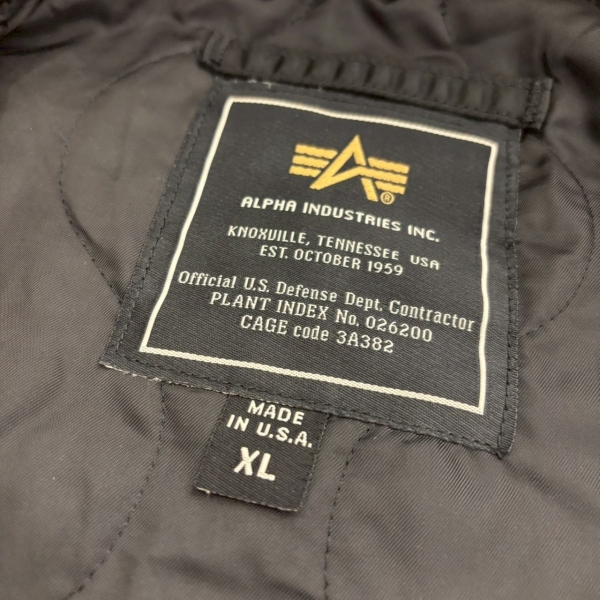 ALPHA INDUSTRIES INC.
KNOXVILLE, TENNESSEE USA
EST. OCTOBER 1959
Official U.S. Defense Dept. Contractor
PLANT INDEX No. 026200
CAGE code 3A382
MADE
IN U.S.A.
XL